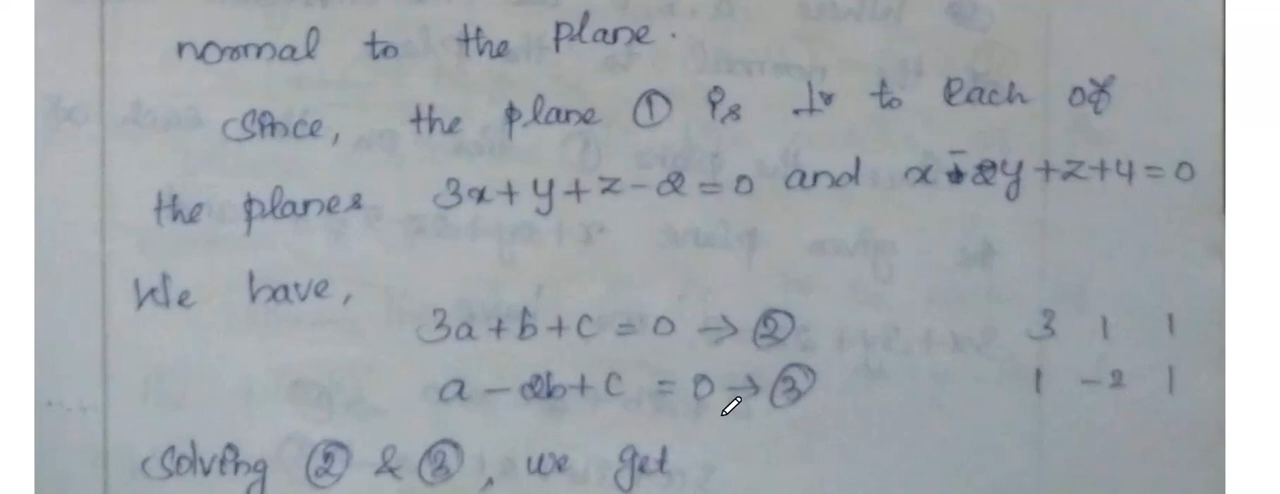 normal to the plane.
Since, the plane ① is ⊥r to each of
the planes 3x+y+z-2=0 and x-2y+z+4=0
We have,
3a+b+c=0 → ② 3 1 1
a-2b+c=0 → ③ 1 -2 1
Solving ② & ③, we get